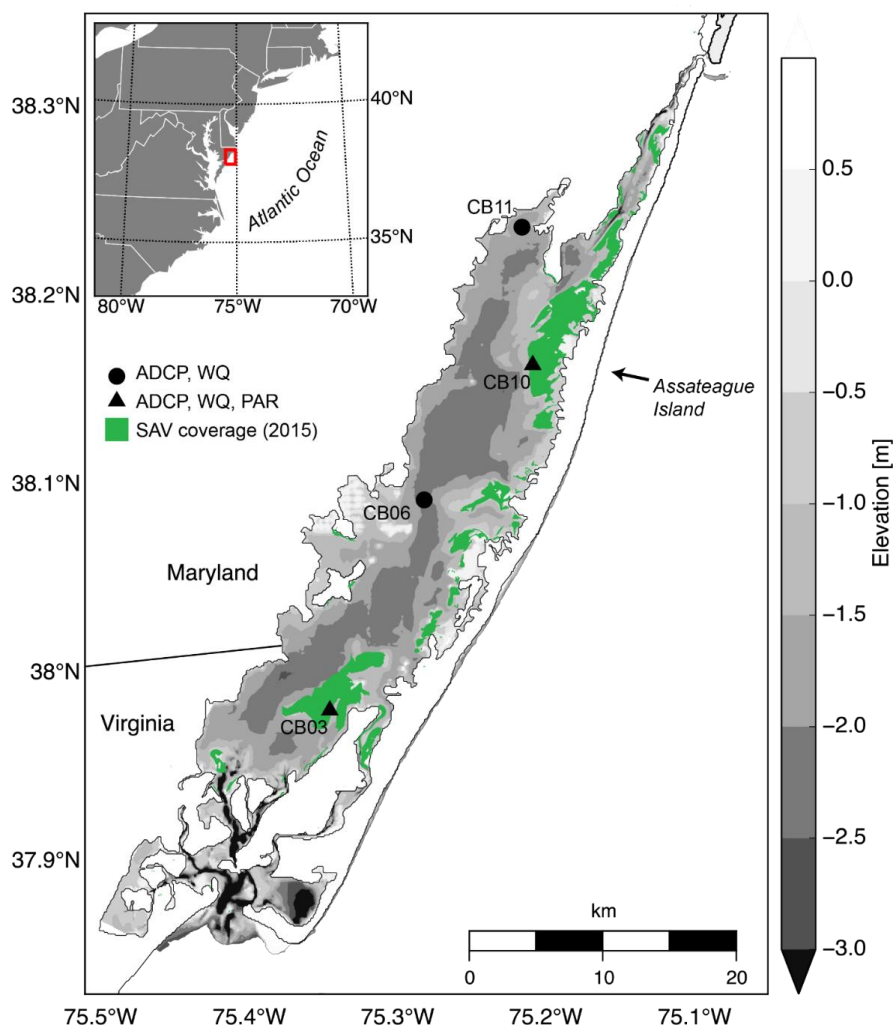 40°N
35°N
Atlantic Ocean
80°W
75°W
70°W
38.3°N
38.2°N
38.1°N
38°N
37.9°N
CB11
ADCP, WQ
ADCP, WQ, PAR
SAV coverage (2015)
CB10
Assateague
Island
CB06
Maryland
Virginia
CB03
km
0
10
20
75.5°W
75.4°W
75.3°W
75.2°W
75.1°W
0.5
0.0
−0.5
−1.0
−1.5
−2.0
−2.5
−3.0
Elevation [m]